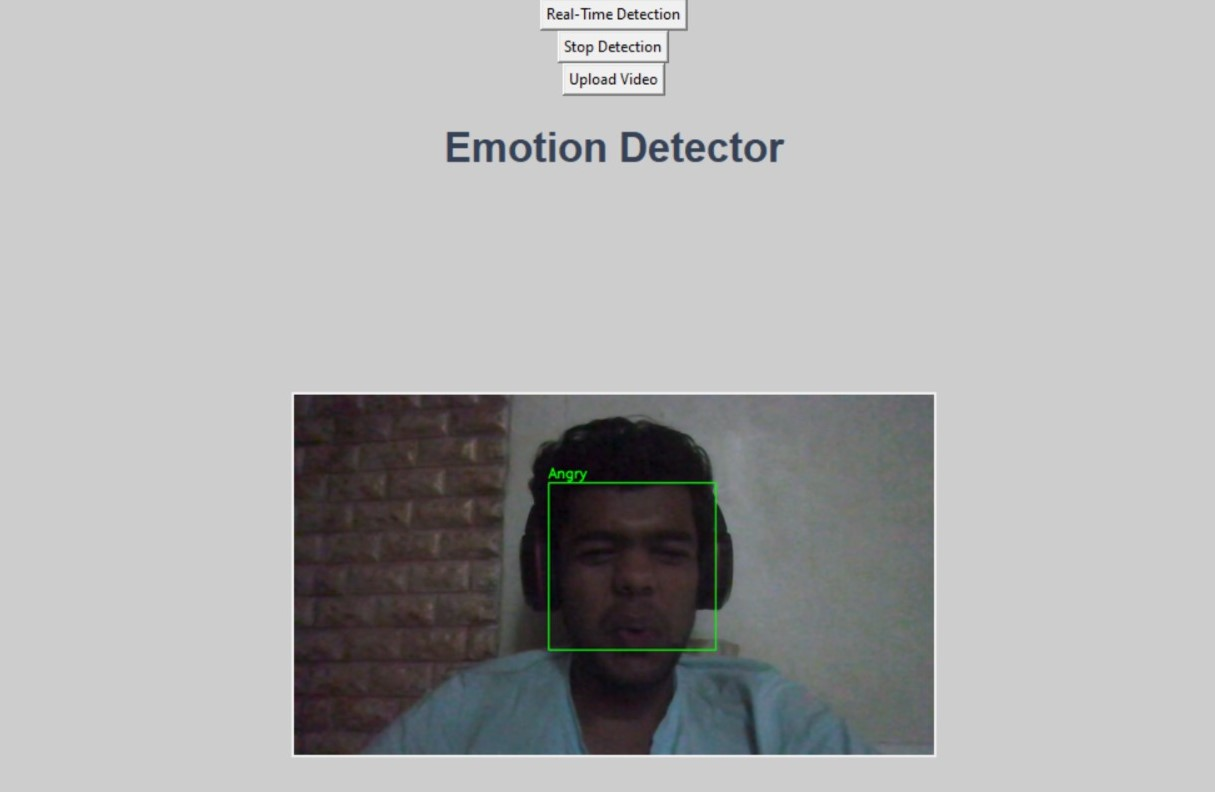 Real-Time Detection
Stop Detection
Upload Video
Emotion Detector
Angry